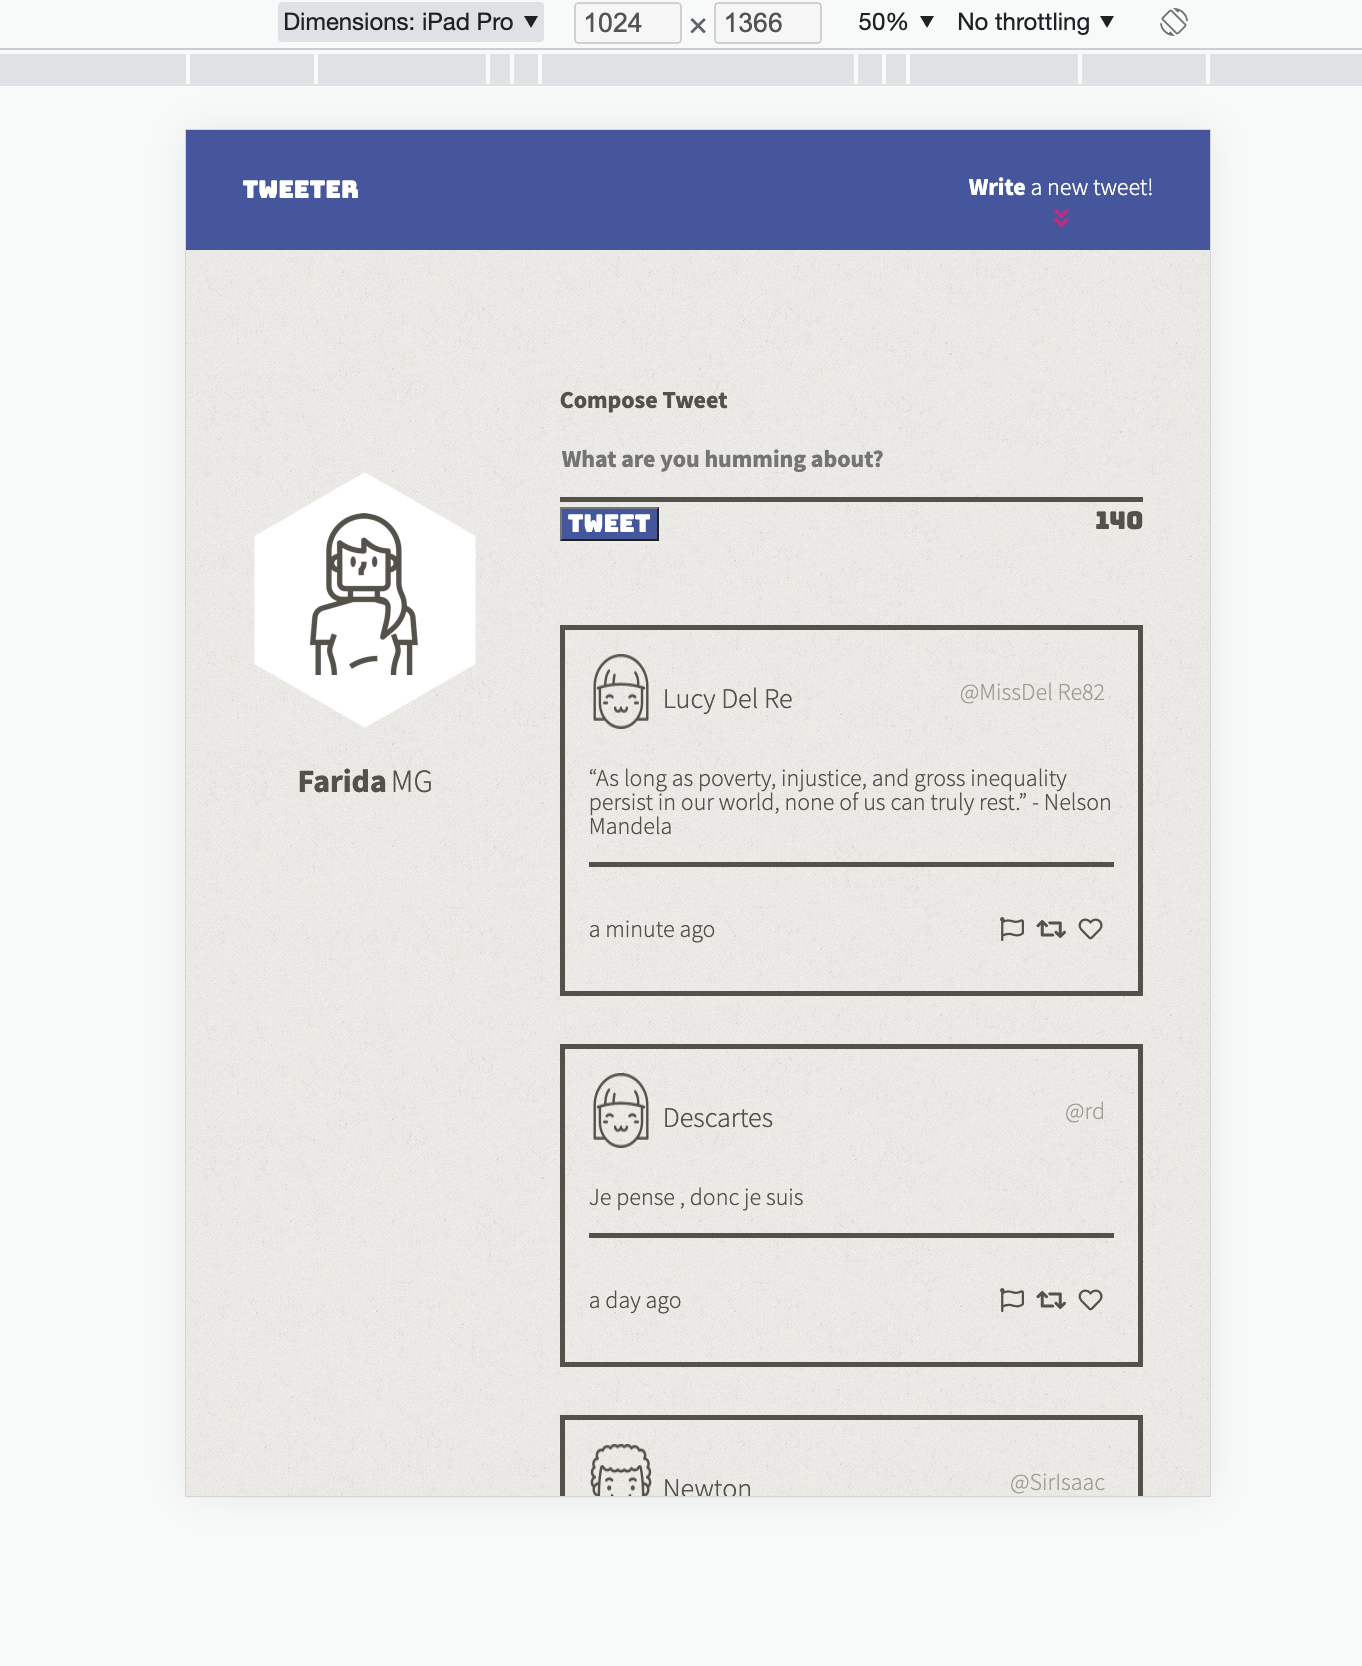 Dimensions: iPad Pro ▼ 1024 × 1366 50% ▼ No throttling ▼
TWEETER
Write a new tweet!
Compose Tweet
What are you humming about?
TWEET 140
Farida MG
Lucy Del Re @MissDel Re82
“As long as poverty, injustice, and gross inequality
persist in our world, none of us can truly rest.” - Nelson
Mandela
a minute ago
Descartes @rd
Je pense , donc je suis
a day ago
Newton @SirIsaac